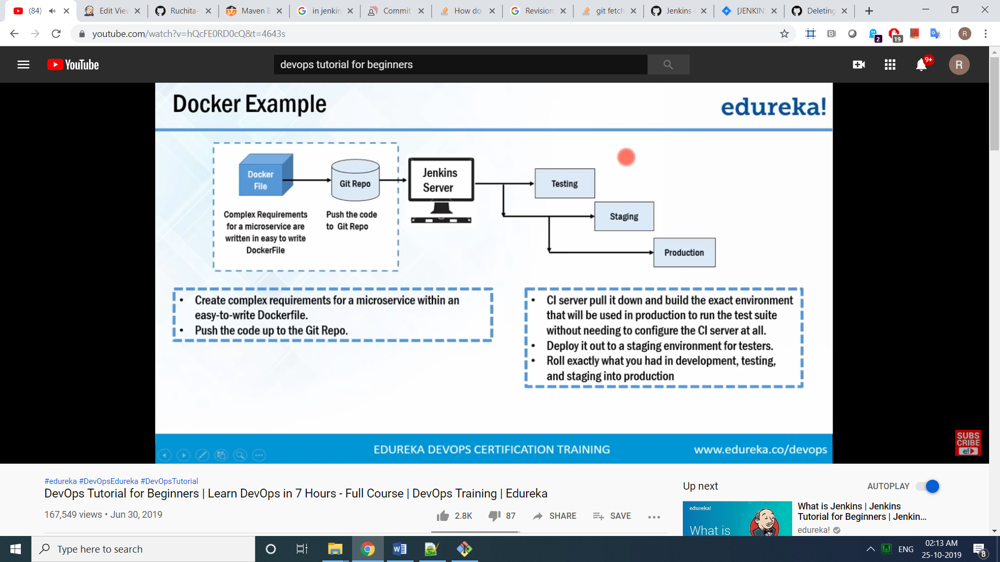 (84)
Edit View
Ruchita-
Maven B
in jenkin
Commit
How do
Revision
git fetch
Jenkins
[JENKIN
Deleting
youtube.com/watch?v=hQcFE0RD0cQ&t=4643s
2
19
R
YouTube
devops tutorial for beginners
9+
R
Docker Example
edureka!
Docker
File
Git Repo
Jenkins
Server
Testing
Staging
Production
Complex Requirements
for a microservice are
written in easy to write
DockerFile
Push the code
to Git Repo
• Create complex requirements for a microservice within an
easy-to-write Dockerfile.
• Push the code up to the Git Repo.
• CI server pull it down and build the exact environment
that will be used in production to run the test suite
without needing to configure the CI server at all.
• Deploy it out to a staging environment for testers.
• Roll exactly what you had in development, testing,
and staging into production
EDUREKA DEVOPS CERTIFICATION TRAINING
www.edureka.co/devops
SUBS
CRIBE
e!
#edureka #DevOpsEdureka #DevOpsTutorial
DevOps Tutorial for Beginners | Learn DevOps in 7 Hours - Full Course | DevOps Training | Edureka
167,549 views • Jun 30, 2019
2.8K
87
SHARE
SAVE
Up next
AUTOPLAY
edureka!
What is
What is Jenkins | Jenkins
Tutorial for Beginners | Jenkin...
edureka!
Type here to search
ENG
02:13 AM
25-10-2019
8